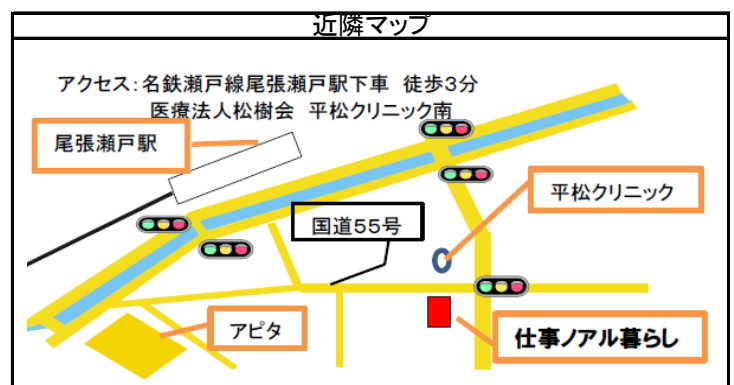 近隣マップ
アクセス：名鉄瀬戸線尾張瀬戸駅下車 徒歩3分
医療法人松樹会 平松クリニック南
尾張瀬戸駅
平松クリニック
国道５５号
アピタ
仕事ノアル暮らし